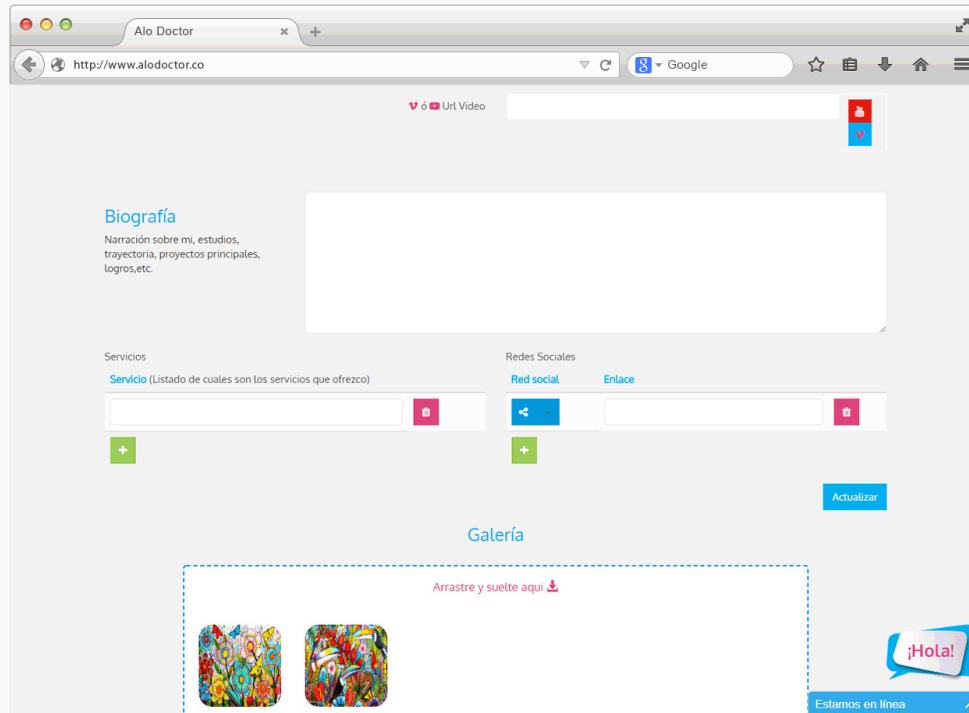 Alo Doctor
http://www.alodoctor.co
Google
ó Url Video
Biografía
Narración sobre mi, estudios,
trayectoria, proyectos principales,
logros,etc.
Servicios
Servicio (Listado de cuales son los servicios que ofrezco)
Redes Sociales
Red social Enlace
Actualizar
Galería
Arrastre y suelte aqui
¡Hola!
Estamos en línea